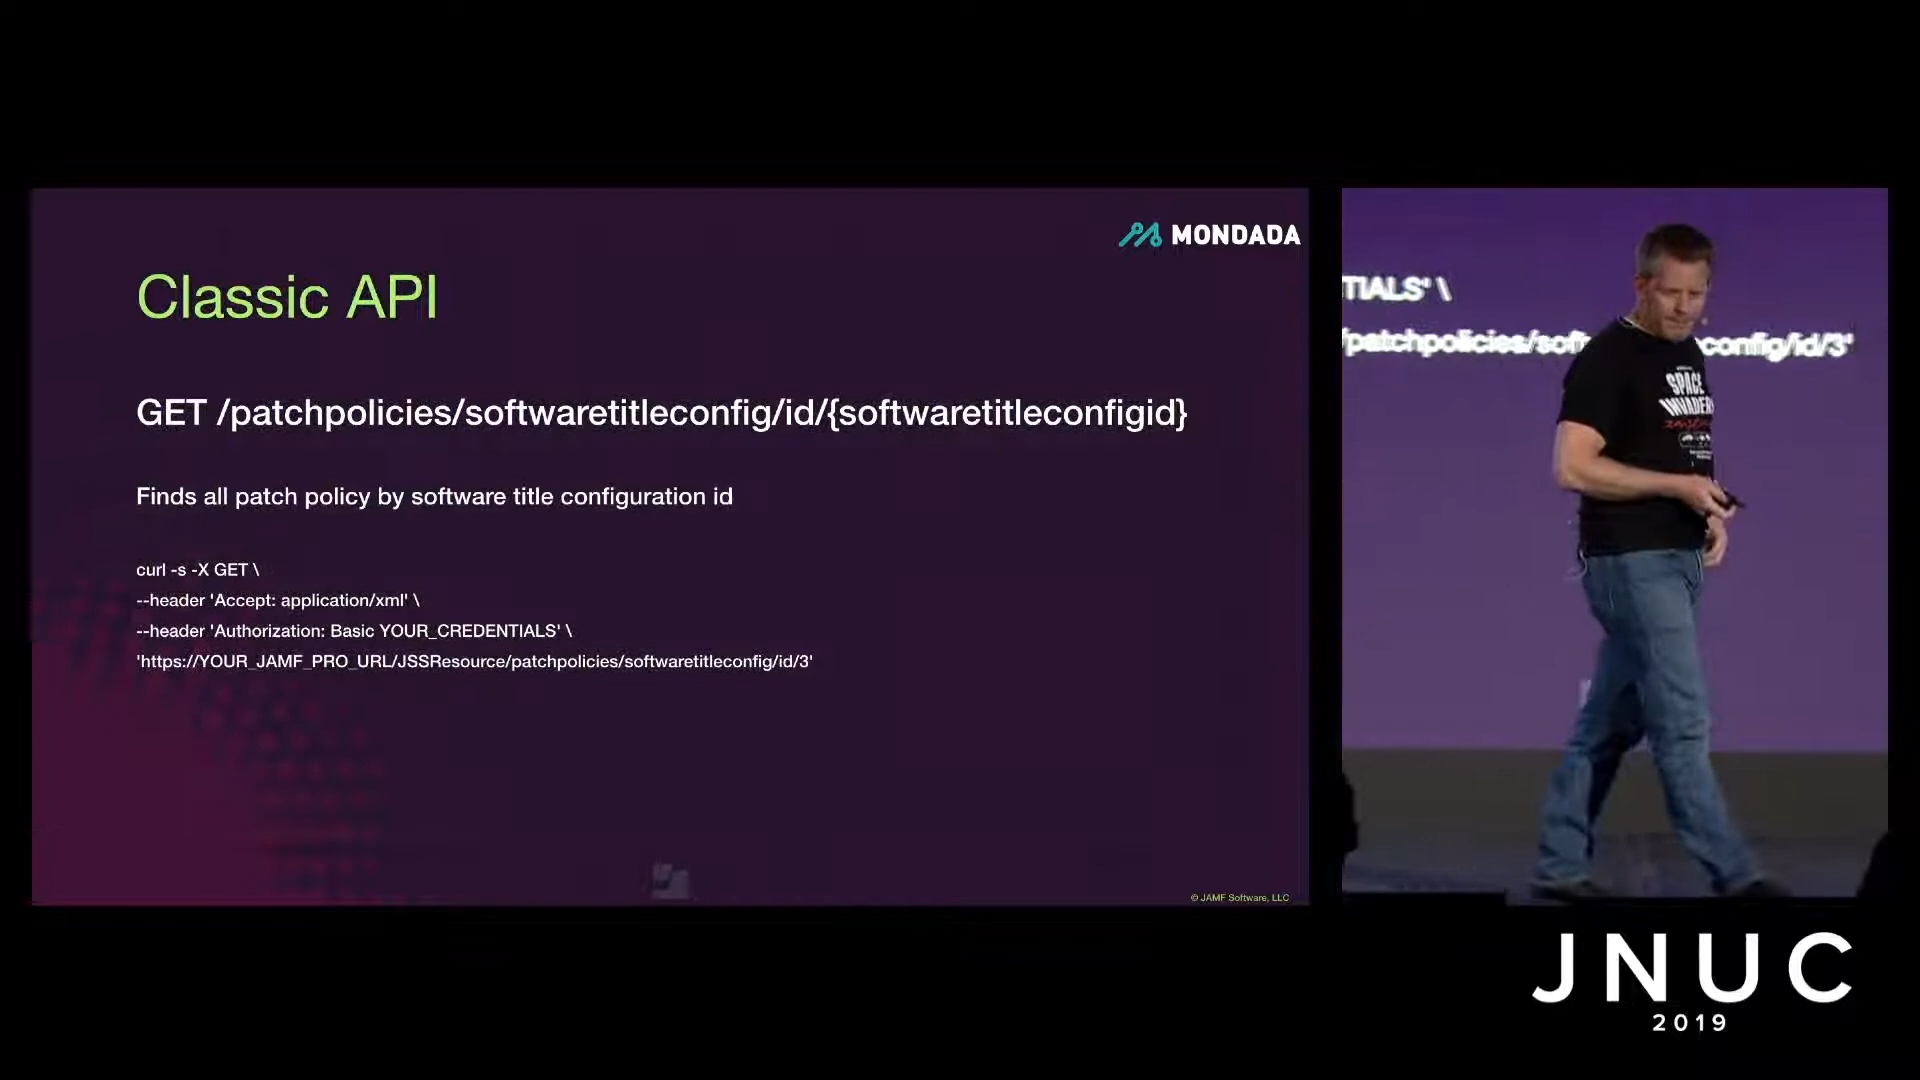 MONDADA
Classic API
GET /patchpolicies/softwaretitleconfig/id/{softwaretitleconfigid}
Finds all patch policy by software title configuration id
curl -s -X GET \
--header 'Accept: application/xml' \
--header 'Authorization: Basic YOUR_CREDENTIALS' \
'https://YOUR_JAMF_PRO_URL/JSSResource/patchpolicies/softwaretitleconfig/id/3'
© JAMF Software, LLC
TIALS' \
/patchpolicies/soft econfig/id/3'
SPACE
INVADERS
JNUC
2019